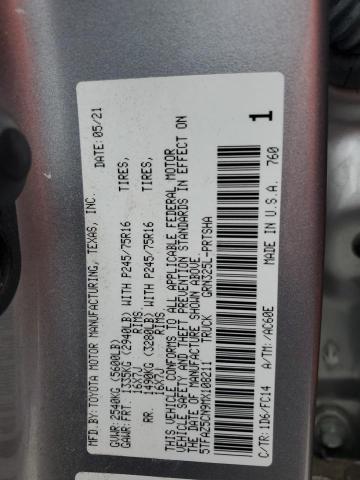 MFD.BY: TOYOTA MOTOR MANUFACTURING, TEXAS, INC. DATE: 05/21
GVWR: 2540KG (5600LB)
GAWR: FRT. 1335KG (2940LB) WITH P245/75R16 TIRES,
16X7J RIMS
RR. 1490KG (3280LB) WITH P245/75R16 TIRES,
16X7J RIMS
THIS VEHICLE CONFORMS TO ALL APPLICABLE FEDERAL MOTOR
VEHICLE SAFETY AND THEFT PREVENTION STANDARDS IN EFFECT ON
THE DATE OF MANUFACTURE SHOWN ABOVE.
5TFAZ5CN9MX108211 TRUCK GRN325L-PRTSHA
C/TR: 1D6/FC14 A/TM: /AC60E MADE IN U.S.A. 760
1